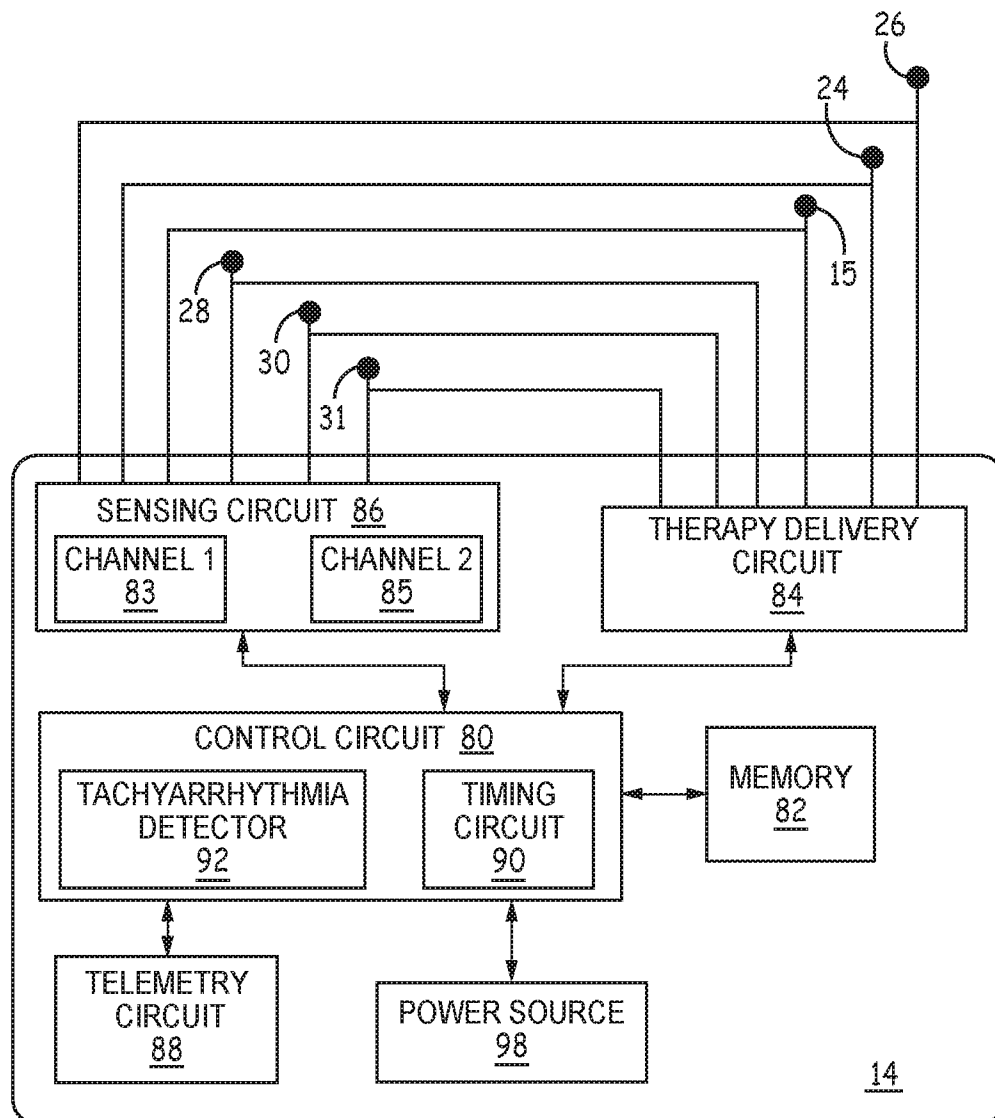 26
24
15
28
30
31
SENSING CIRCUIT 86
CHANNEL 1
83
CHANNEL 2
85
THERAPY DELIVERY
CIRCUIT
84
CONTROL CIRCUIT 80
TACHYARRHYTHMIA
DETECTOR
92
TIMING
CIRCUIT
90
MEMORY
82
TELEMETRY
CIRCUIT
88
POWER SOURCE
98
14